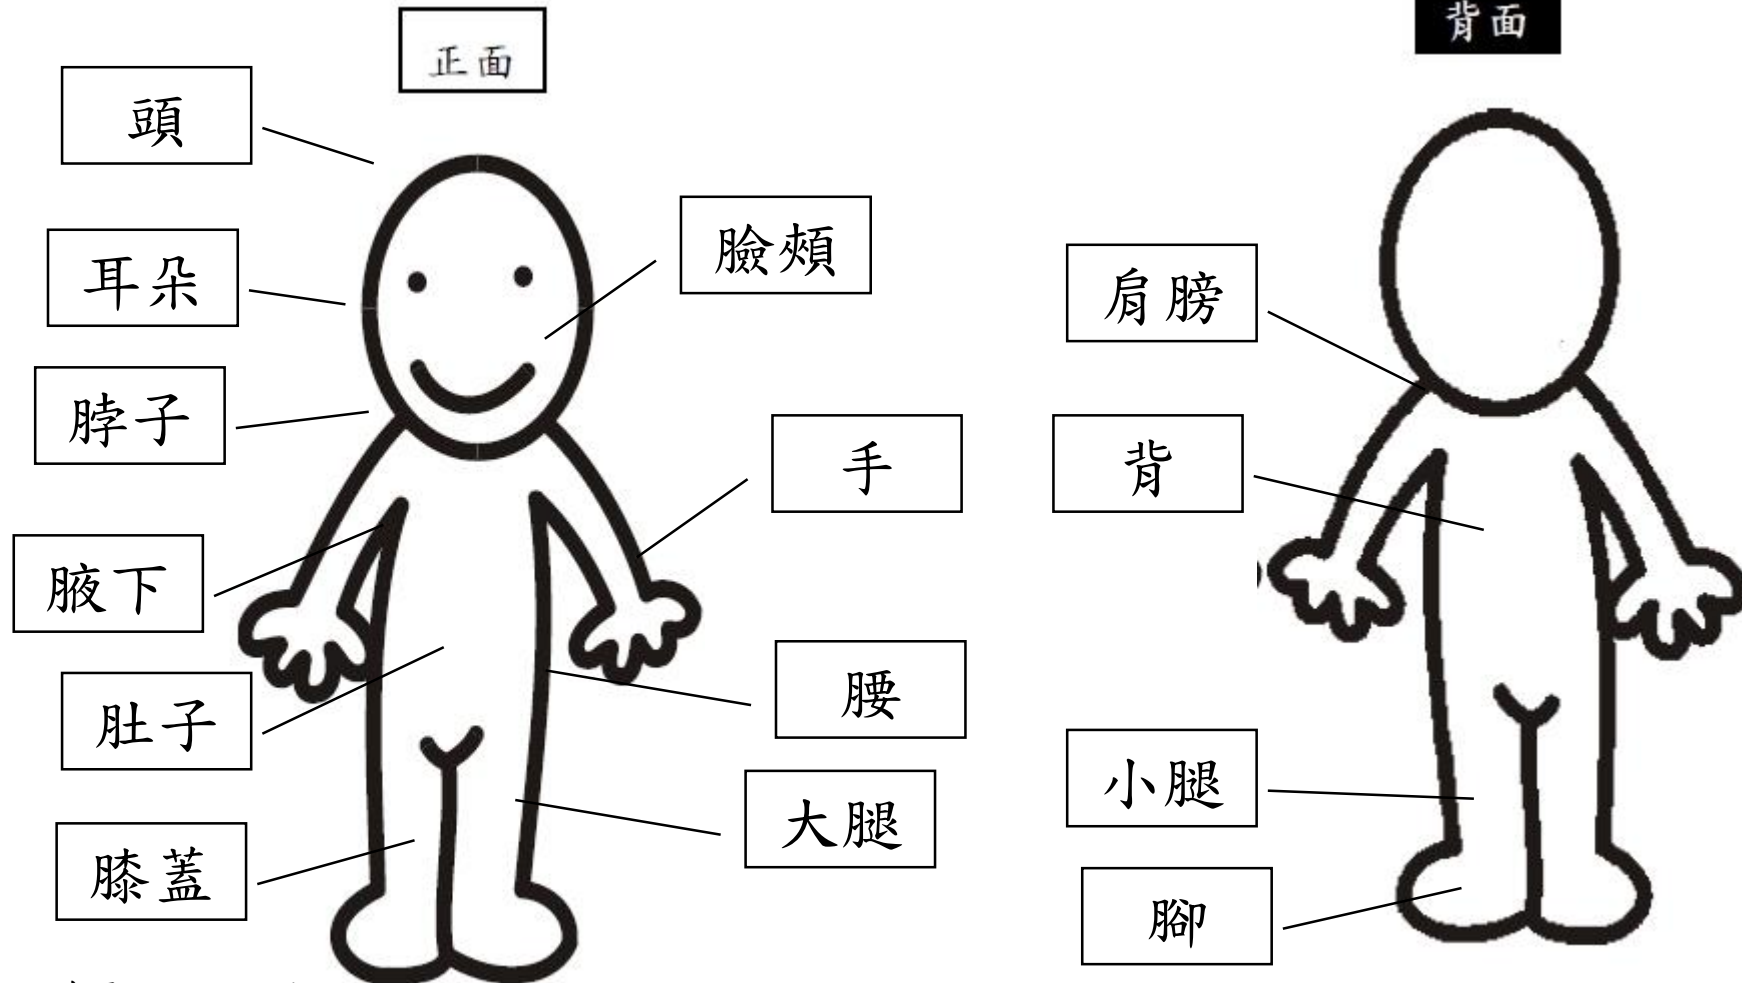 正面
頭
耳朵
脖子
腋下
肚子
膝蓋
臉頰
手
腰
大腿
背面
肩膀
背
小腿
腳